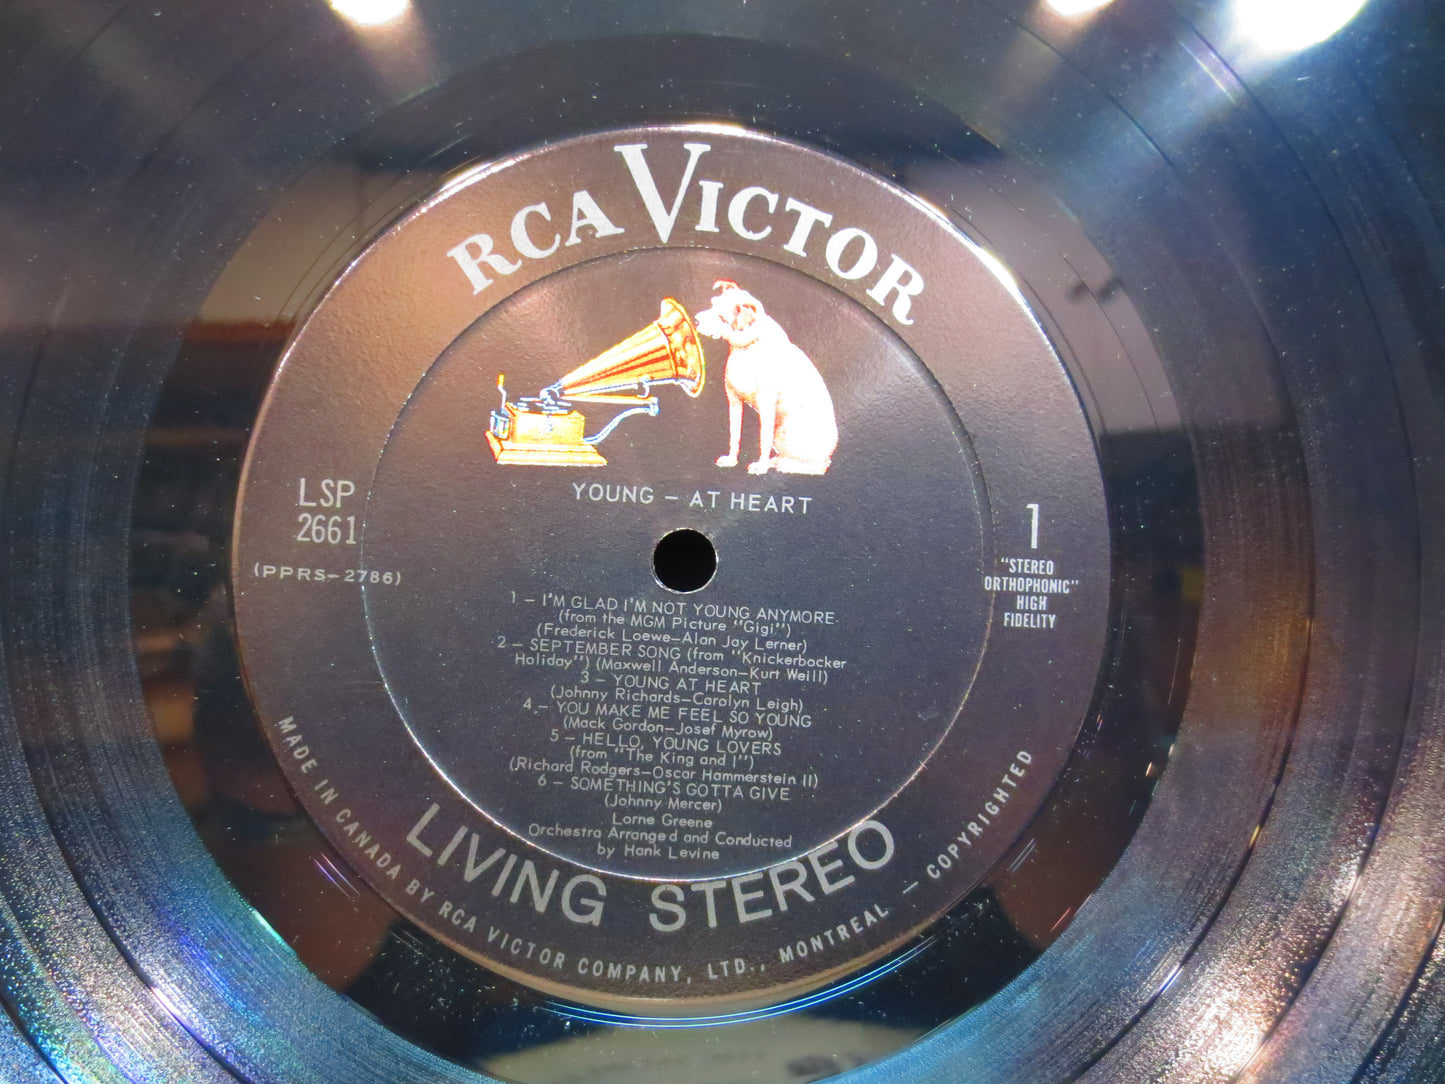 RCA VICTOR
YOUNG – AT HEART
LSP
2661
(PPRS–2786)
1
"STEREO
ORTHOPHONIC"
HIGH
FIDELITY
1 – I'M GLAD I'M NOT YOUNG ANYMORE
(from the MGM Picture "Gigi")
(Frederick Loewe–Alan Jay Lerner)
2 – SEPTEMBER SONG (from "Knickerbocker
Holiday") (Maxwell Anderson–Kurt Weill)
3 – YOUNG AT HEART
(Johnny Richards–Carolyn Leigh)
4 – YOU MAKE ME FEEL SO YOUNG
(Mack Gordon–Josef Myrow)
5 – HELLO, YOUNG LOVERS
(from "The King and I")
(Richard Rodgers–Oscar Hammerstein II)
6 – SOMETHING'S GOTTA GIVE
(Johnny Mercer)
Lorne Greene
Orchestra Arranged and Conducted
by Hank Levine
LIVING STEREO
MADE IN CANADA BY RCA VICTOR COMPANY, LTD., MONTREAL – COPYRIGHTED